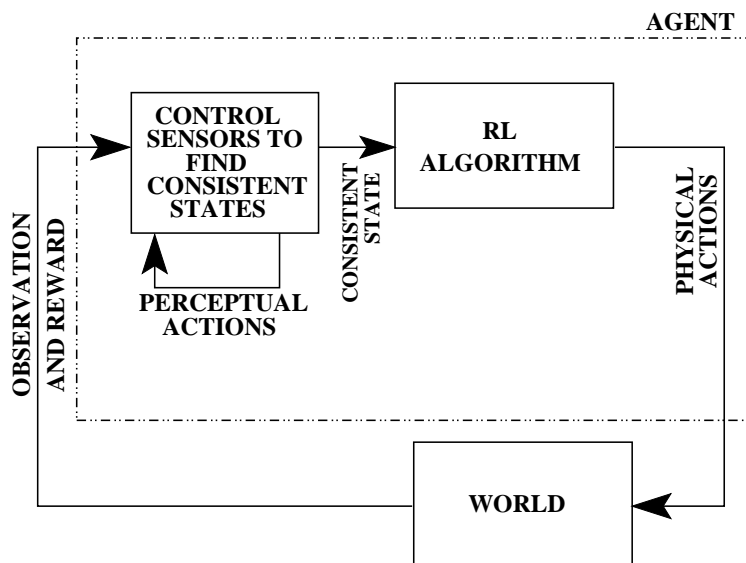 AGENT
CONTROL
SENSORS TO
FIND
CONSISTENT
STATES
RL
ALGORITHM
CONSISTENT
STATE
PERCEPTUAL
ACTIONS
PHYSICAL
ACTIONS
OBSERVATION
AND REWARD
WORLD